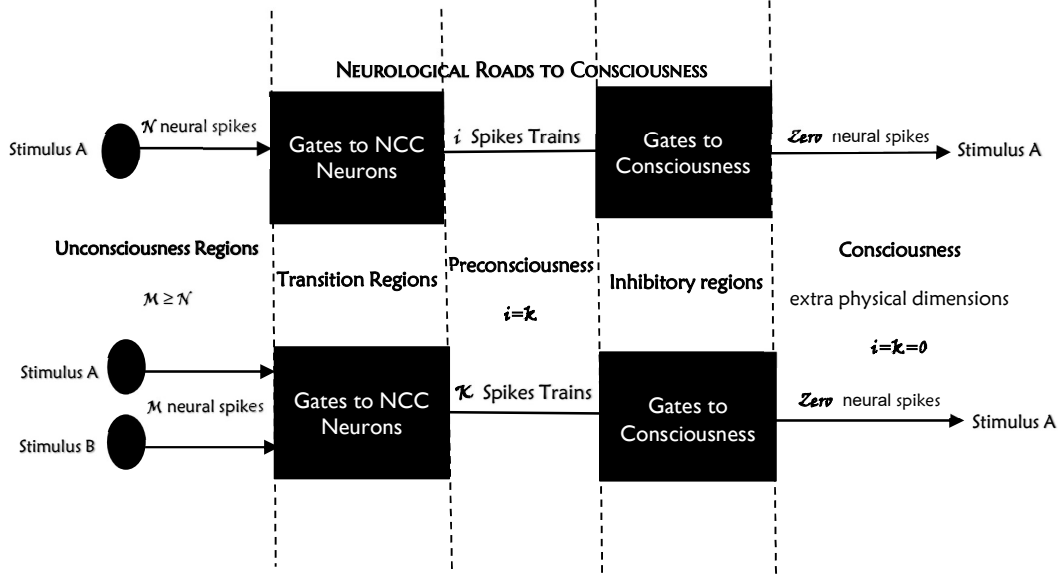 NEUROLOGICAL ROADS TO CONSCIOUSNESS
N neural spikes
i Spikes Trains
Zero neural spikes
Stimulus A
Gates to NCC
Neurons
Gates to
Consciousness
Stimulus A
Unconsciousness Regions
Transition Regions
Preconsciousness
Inhibitory regions
Consciousness
M ≥ N
i=k
extra physical dimensions
i=k=0
Stimulus A
M neural spikes
Stimulus B
Gates to NCC
Neurons
K Spikes Trains
Gates to
Consciousness
Zero neural spikes
Stimulus A